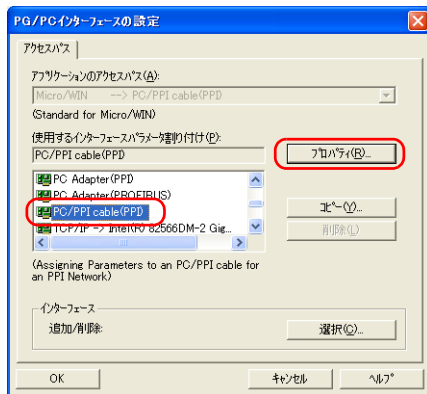 PG/PCインターフェースの設定
アクセスパス
アプリケーションのアクセスパス(A):
Micro/WIN --> PC/PPI cable(PPI)
(Standard for Micro/WIN)
使用するインターフェースパラメータ割り付け(P):
PC/PPI cable(PPI)
プロパティ(R)...
PC Adapter(PPI)
PC Adapter(PROFIBUS)
PC/PPI cable(PPI)
TCP/IP -> Intel(R) 82566DM-2 Gig...
コピー(Y)...
削除(L)
(Assigning Parameters to an PC/PPI cable for
an PPI Network)
インターフェース
追加/削除:
選択(C)...
OK
キャンセル
ヘルプ